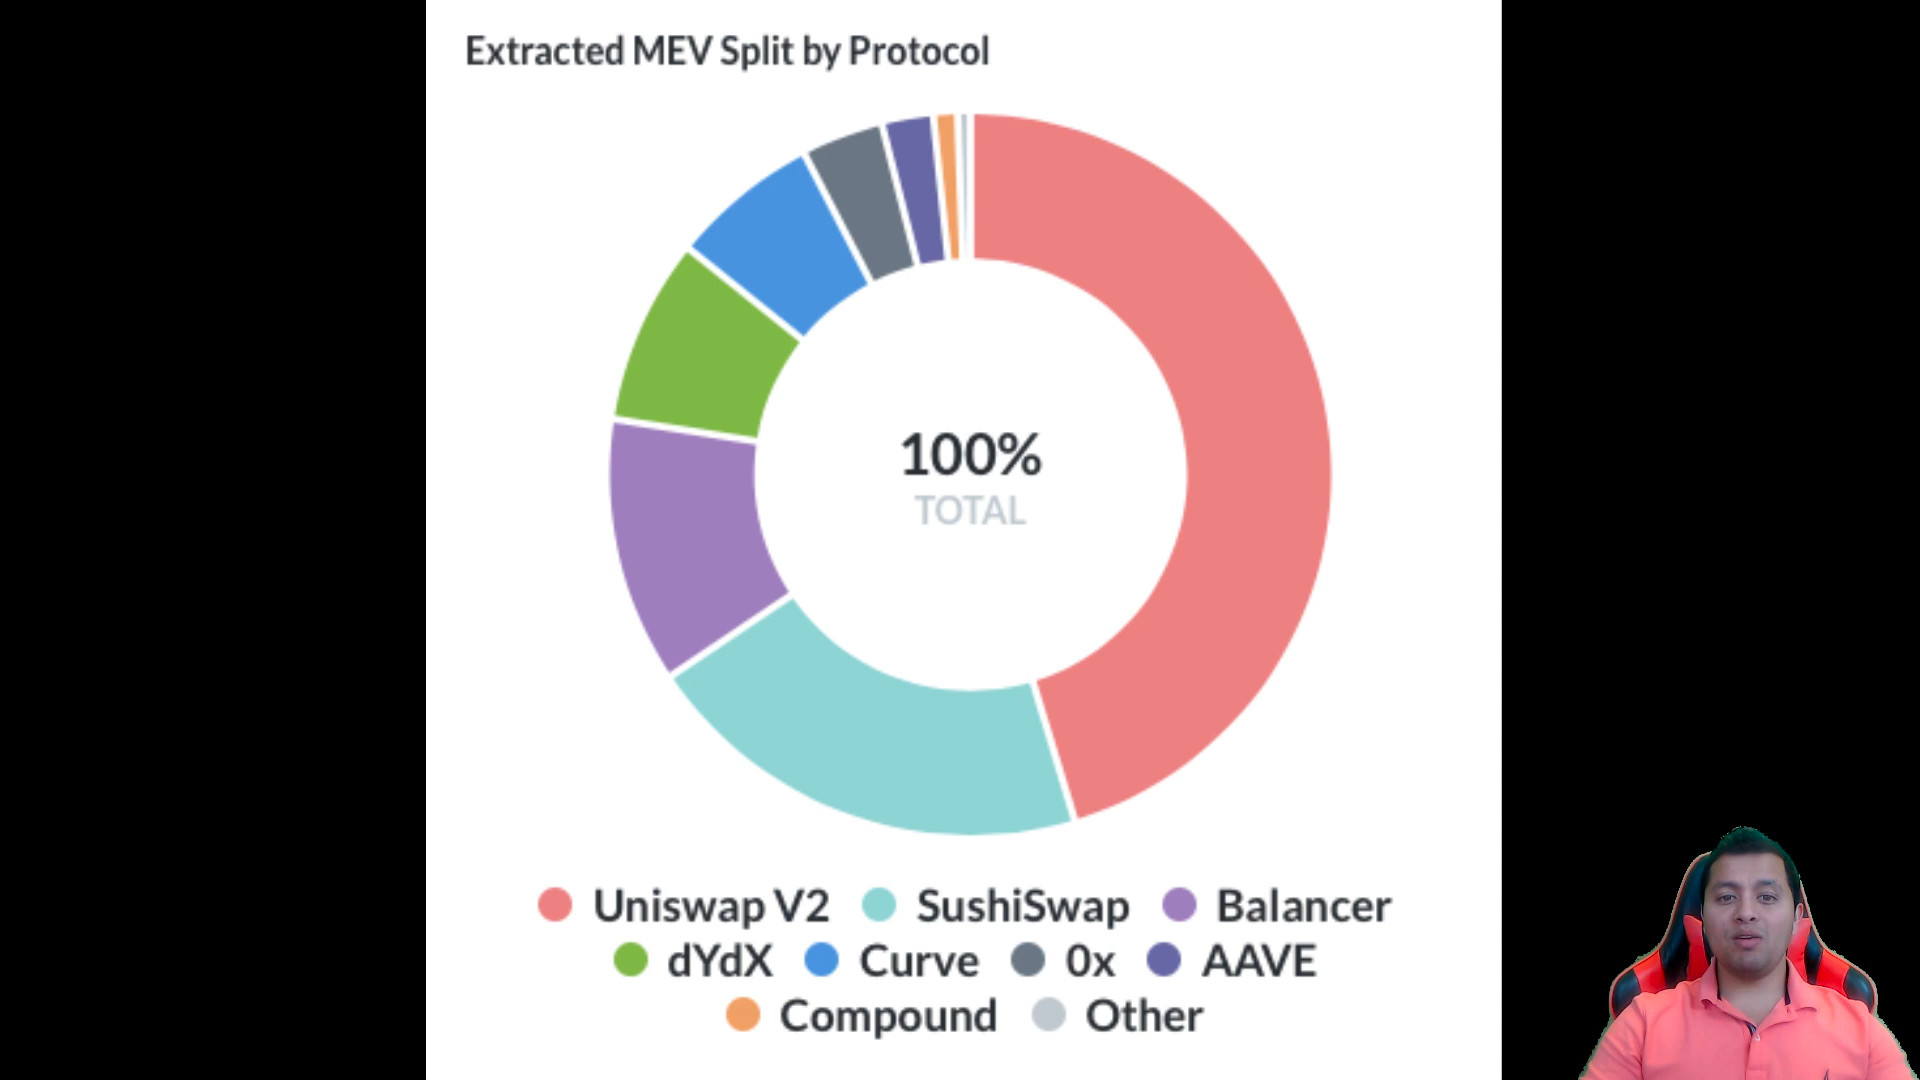 Extracted MEV Split by Protocol
100%
TOTAL
Uniswap V2 SushiSwap Balancer
dYdX Curve 0x AAVE
Compound Other